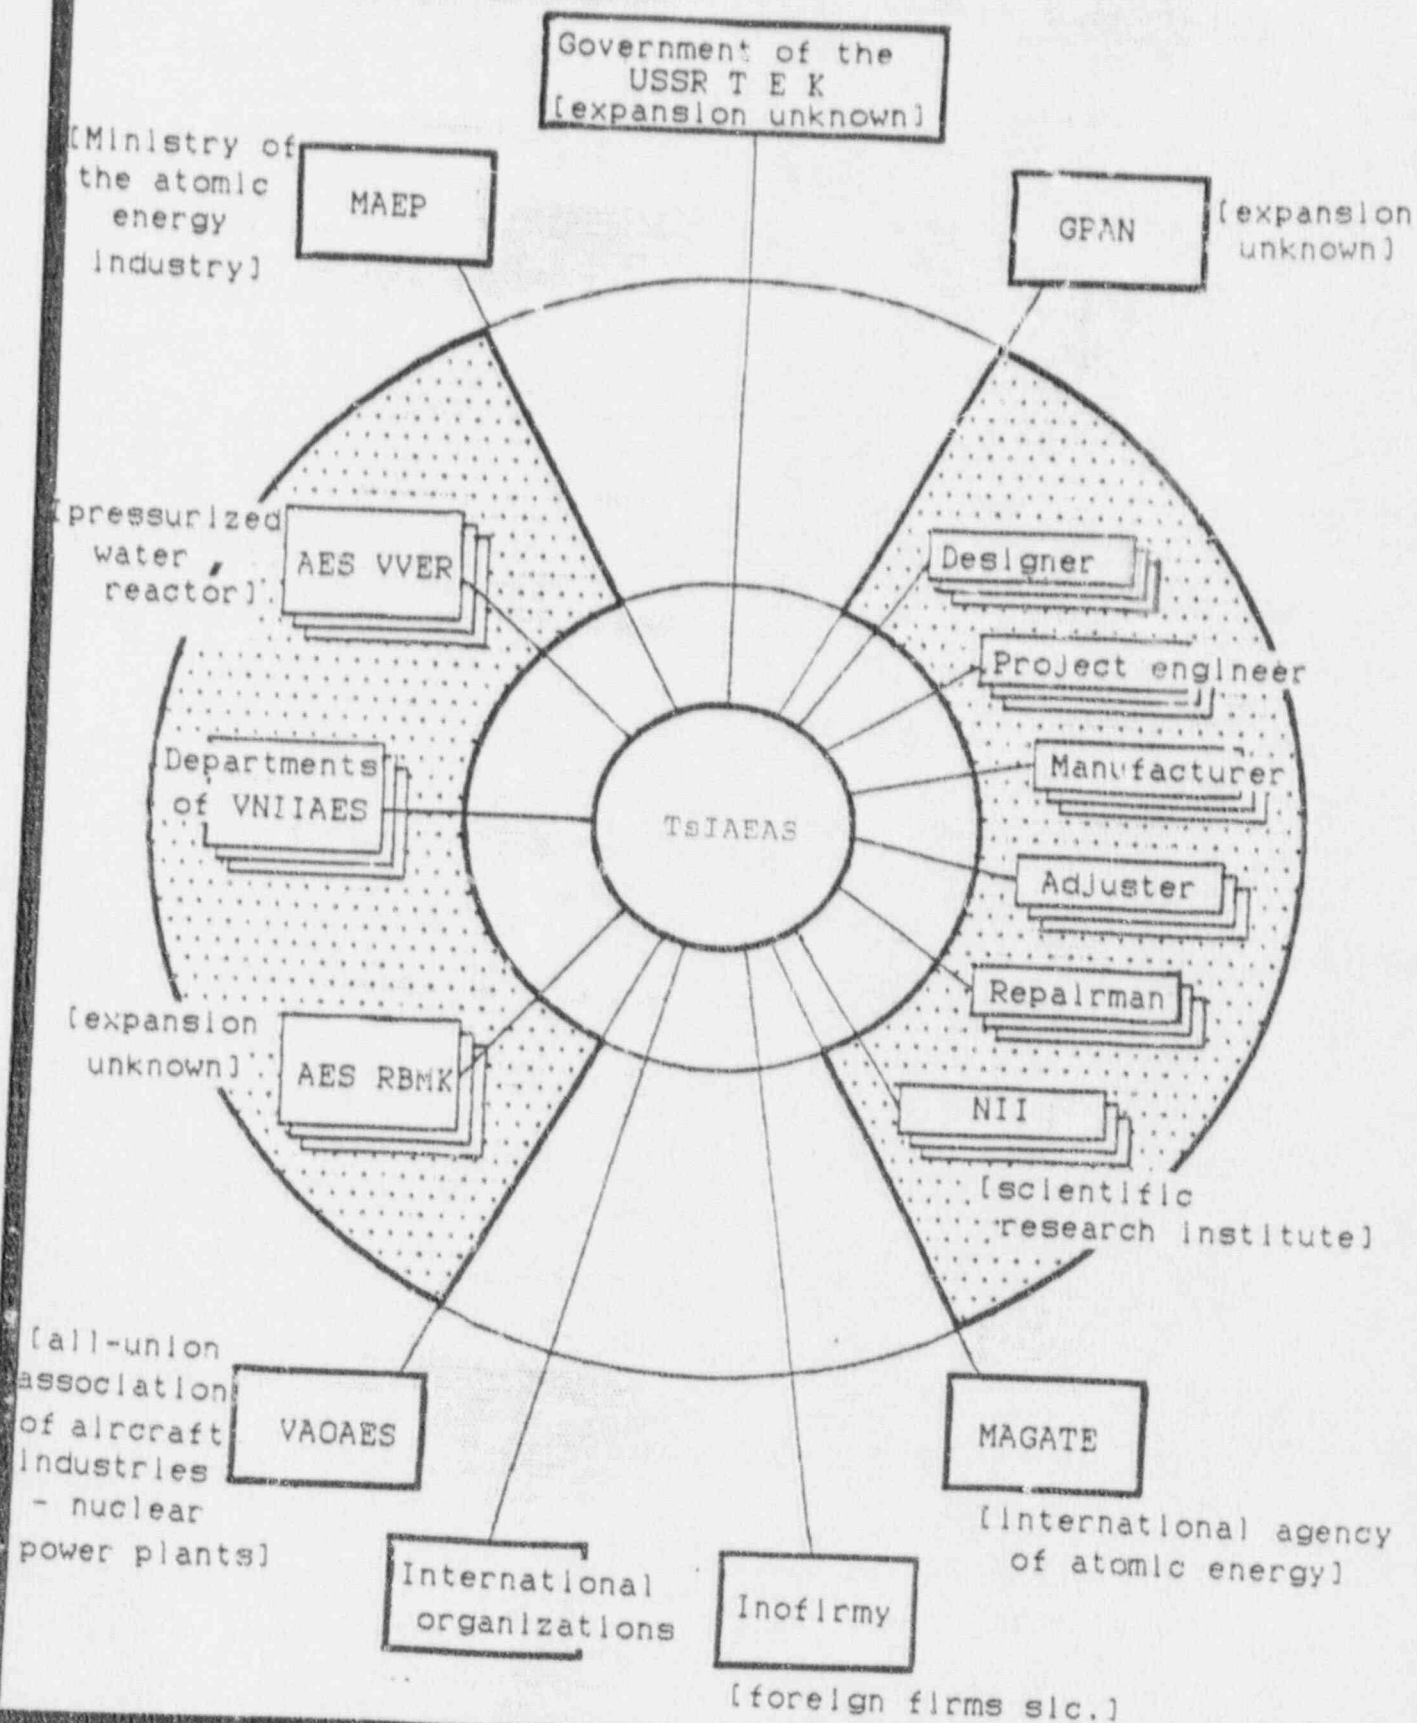 Government of the
USSR T E K
[expansion unknown]
[Ministry of
the atomic
energy
industry]
MAEP
GPAN
[expansion
unknown]
[pressurized
water
reactor]
AES VVER
Designer
Project engineer
Manufacturer
Departments
of VNIIAES
TsIAEAS
Adjuster
Repairman
[expansion
unknown]
AES RBMK
NII
[scientific
research institute]
[all-union
association
of aircraft
industries
- nuclear
power plants]
VAOAES
MAGATE
[international agency
of atomic energy]
International
organizations
Inofirmy
[foreign firms sic.]